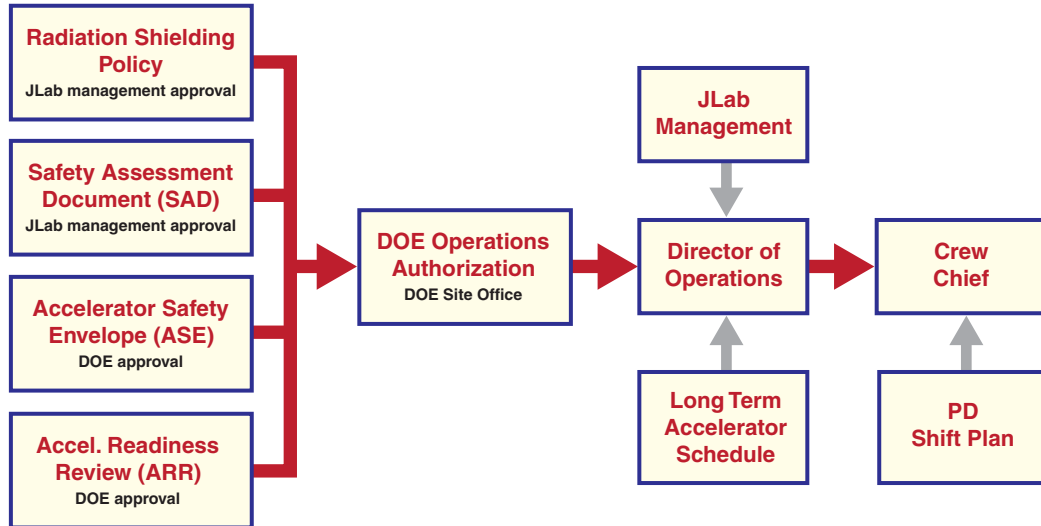 Radiation Shielding
Policy
JLab management approval
Safety Assessment
Document (SAD)
JLab management approval
Accelerator Safety
Envelope (ASE)
DOE approval
Accel. Readiness
Review (ARR)
DOE approval
DOE Operations
Authorization
DOE Site Office
JLab
Management
Director of
Operations
Long Term
Accelerator
Schedule
Crew
Chief
PD
Shift Plan